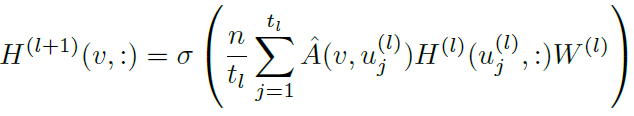 $$H^{(l+1)}(v,:) = \sigma \left( \frac{n}{t_l} \sum_{j=1}^{t_l} \hat{A}(v, u_j^{(l)}) H^{(l)}(u_j^{(l)},:) W^{(l)} \right)$$